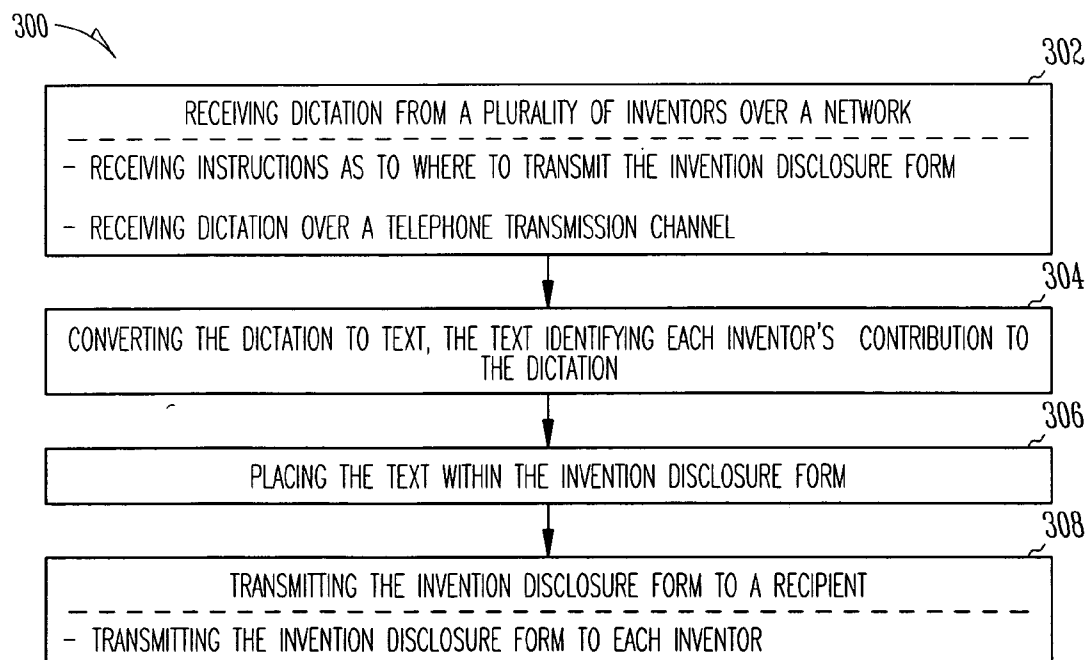 300
302
RECEIVING DICTATION FROM A PLURALITY OF INVENTORS OVER A NETWORK
- RECEIVING INSTRUCTIONS AS TO WHERE TO TRANSMIT THE INVENTION DISCLOSURE FORM
- RECEIVING DICTATION OVER A TELEPHONE TRANSMISSION CHANNEL
304
CONVERTING THE DICTATION TO TEXT, THE TEXT IDENTIFYING EACH INVENTOR'S CONTRIBUTION TO
THE DICTATION
306
PLACING THE TEXT WITHIN THE INVENTION DISCLOSURE FORM
308
TRANSMITTING THE INVENTION DISCLOSURE FORM TO A RECIPIENT
- TRANSMITTING THE INVENTION DISCLOSURE FORM TO EACH INVENTOR